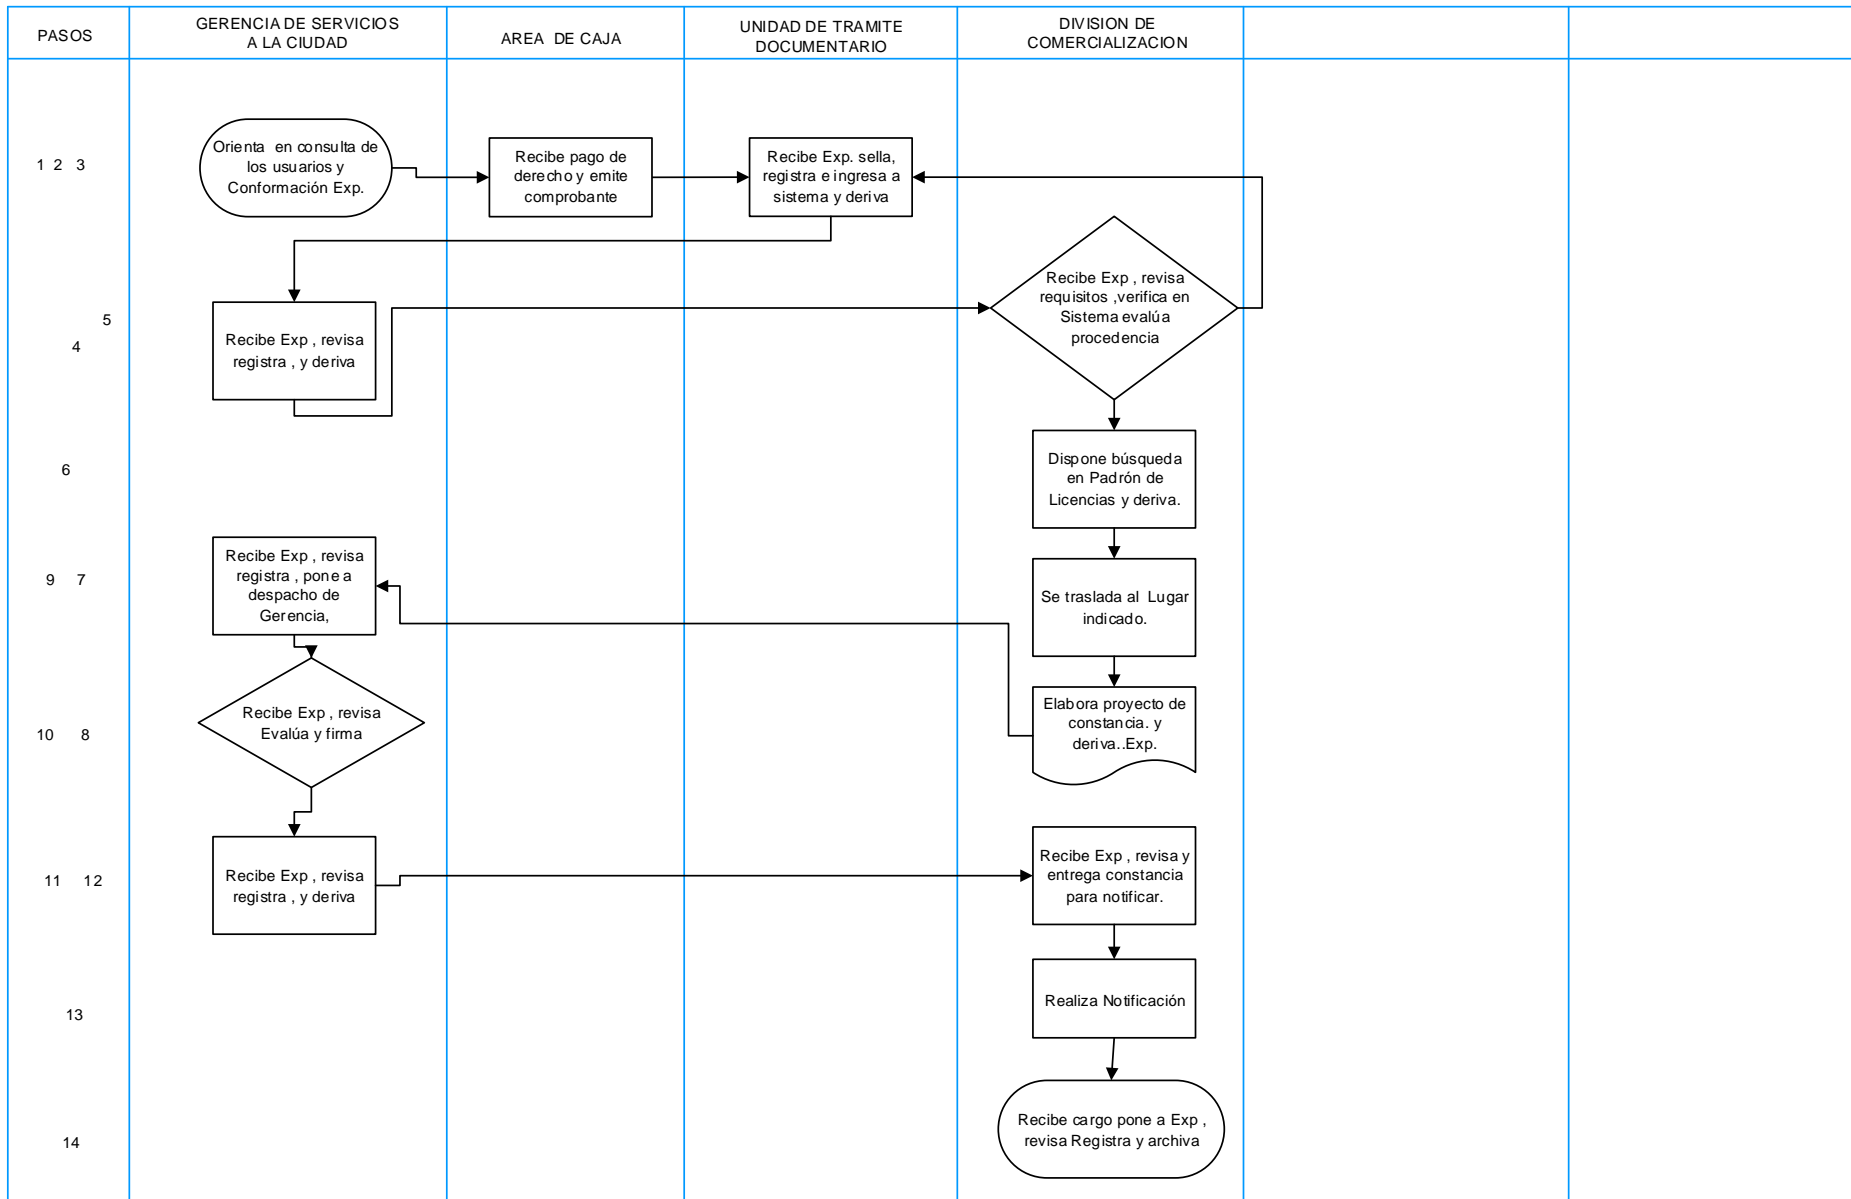 PASOS
GERENCIA DE SERVICIOS
A LA CIUDAD
AREA DE CAJA
UNIDAD DE TRAMITE
DOCUMENTARIO
DIVISION DE
COMERCIALIZACION
1 2 3
Orienta en consulta de
los usuarios y
Conformación Exp.
Recibe pago de
derecho y emite
comprobante
Recibe Exp. sella,
registra e ingresa a
sistema y deriva
5
4
Recibe Exp , revisa
registra , y deriva
Recibe Exp , revisa
requisitos ,verifica en
Sistema evalúa
procedencia
6
Dispone búsqueda
en Padrón de
Licencias y deriva.
9 7
Recibe Exp , revisa
registra , pone a
despacho de
Gerencia,
Se traslada al Lugar
indicado.
10 8
Recibe Exp , revisa
Evalúa y firma
Elabora proyecto de
constancia. y
deriva..Exp.
11 12
Recibe Exp , revisa
registra , y deriva
Recibe Exp , revisa y
entrega constancia
para notificar.
13
Realiza Notificación
14
Recibe cargo pone a Exp ,
revisa Registra y archiva